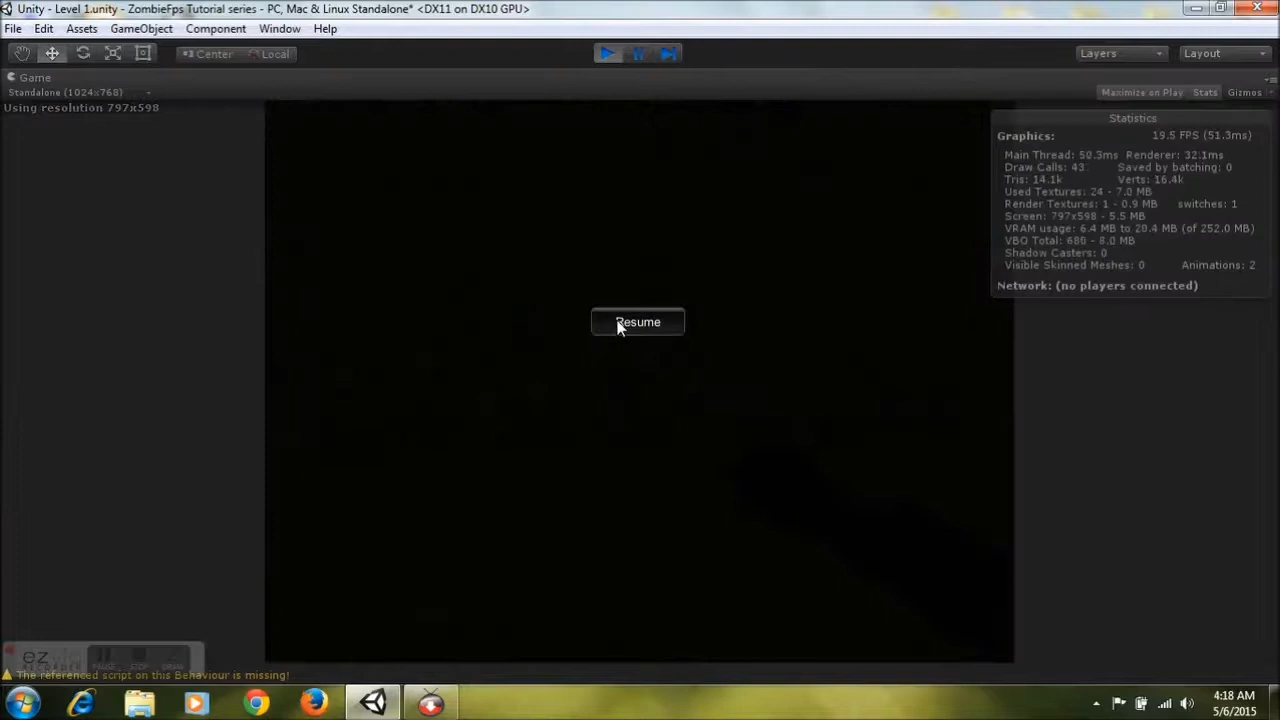 Unity - Level 1.unity - ZombieFps Tutorial series - PC, Mac & Linux Standalone* <DX11 on DX10 GPU>
File Edit Assets GameObject Component Window Help
Center Local Layers Layout
Game
Standalone (1024x768) Maximize on Play Stats Gizmos
Using resolution 797x598
Statistics
Graphics: 19.5 FPS (51.3ms)
Main Thread: 50.3ms Renderer: 32.1ms
Draw Calls: 43 Saved by batching: 0
Tris: 14.1k Verts: 16.4k
Used Textures: 24 - 7.0 MB
Render Textures: 1 - 0.9 MB switches: 1
Screen: 797x598 - 5.5 MB
VRAM usage: 6.4 MB to 20.4 MB (of 252.0 MB)
VBO Total: 680 - 8.0 MB
Shadow Casters: 0
Visible Skinned Meshes: 0 Animations: 2
Network: (no players connected)
Resume
ez
RECORDER PAUSE STOP DRAW
The referenced script on this Behaviour is missing!
4:18 AM
5/6/2015